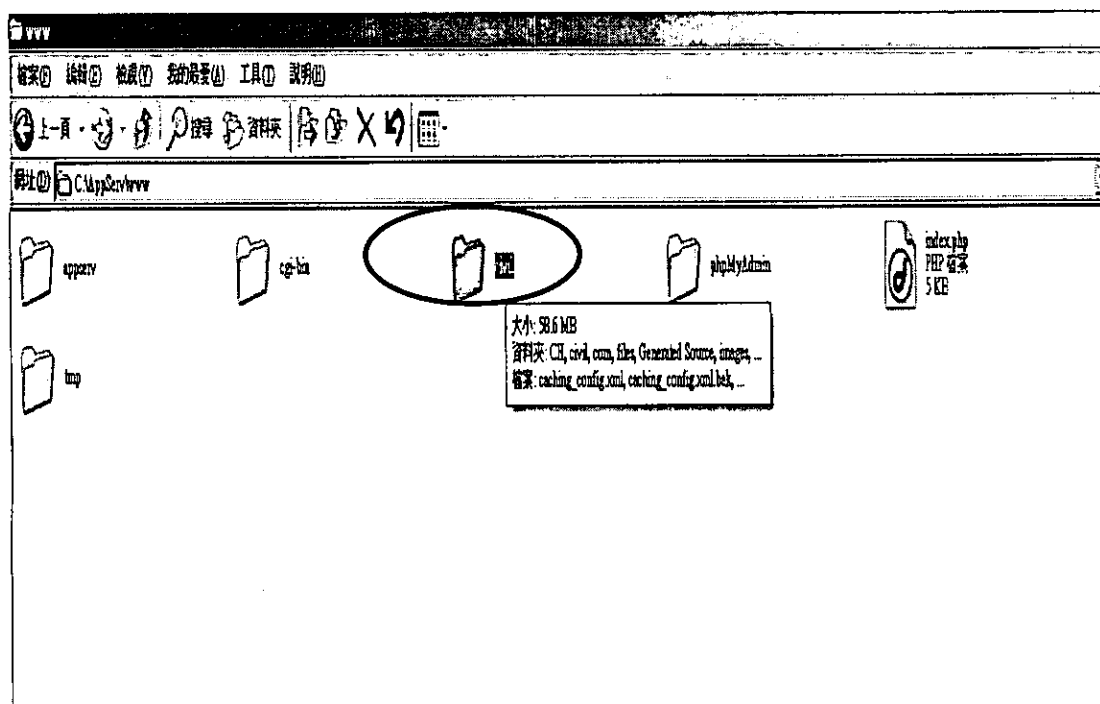 www
檔案(F) 編輯(E) 檢視(V) 我的最愛(A) 工具(T) 說明(H)
上一頁 搜尋 資料夾
網址(D) C:\AppServ\www
appserv
cgi-bin
phpMyAdmin
index.php
PHP 檔案
5 KB
tmp
大小: 58.6 MB
資料夾: CH, civil, com, files, Generated Source, images, ...
檔案: caching_config.xml, caching_config.xml.bak, ...